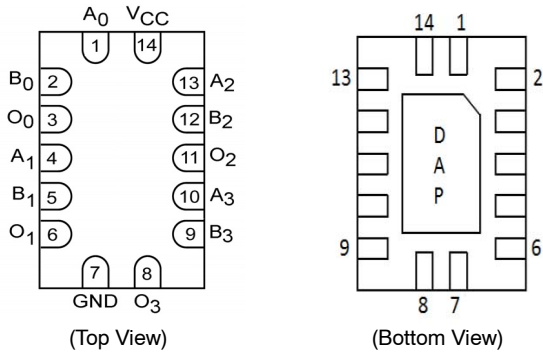 A0 VCC
1 14
B0 2 13 A2
O0 3 12 B2
A1 4 11 O2
B1 5 10 A3
O1 6 9 B3
7 8
GND O3
(Top View)
14 1
13 2
D
A
P
9 6
8 7
(Bottom View)